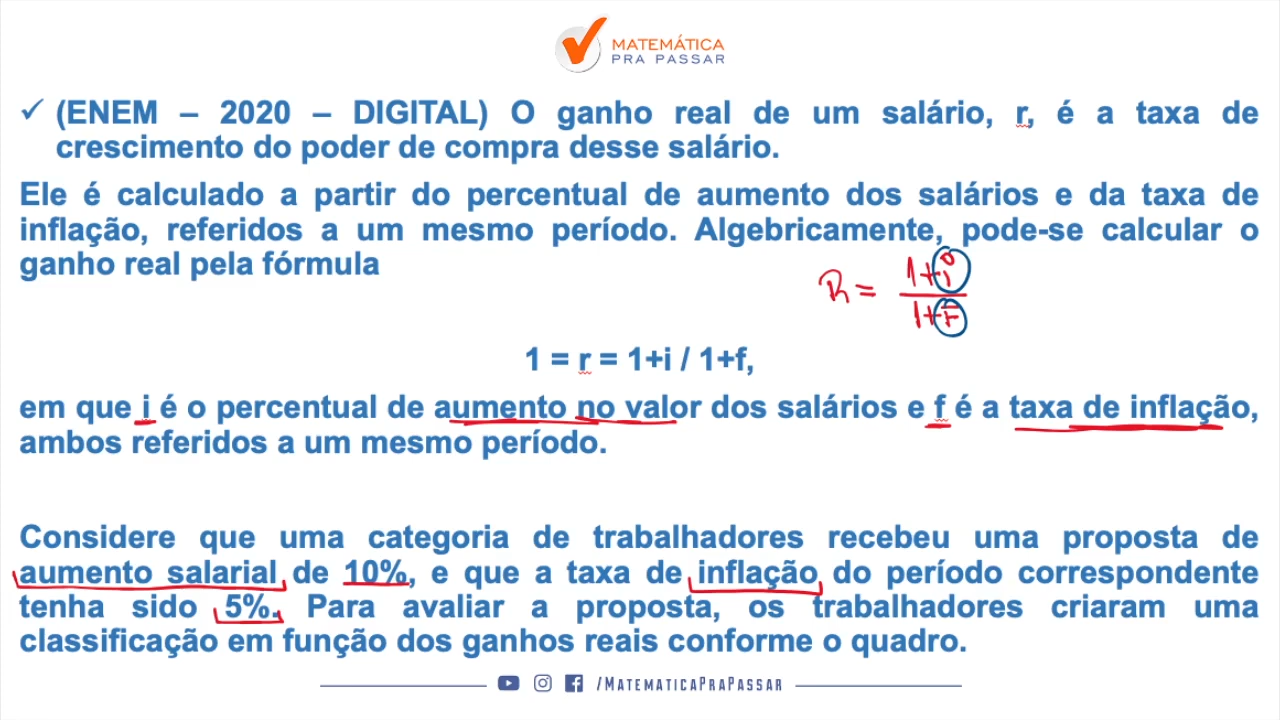 MATEMÁTICA
PRA PASSAR
✓ (ENEM – 2020 – DIGITAL) O ganho real de um salário, r, é a taxa de
crescimento do poder de compra desse salário.
Ele é calculado a partir do percentual de aumento dos salários e da taxa de
inflação, referidos a um mesmo período. Algebricamente, pode-se calcular o
ganho real pela fórmula
R = 1+i / 1+F
1 = r = 1+i / 1+f,
em que i é o percentual de aumento no valor dos salários e f é a taxa de inflação,
ambos referidos a um mesmo período.
Considere que uma categoria de trabalhadores recebeu uma proposta de
aumento salarial de 10%, e que a taxa de inflação do período correspondente
tenha sido 5%. Para avaliar a proposta, os trabalhadores criaram uma
classificação em função dos ganhos reais conforme o quadro.
/MATEMATICAPRAPASSAR